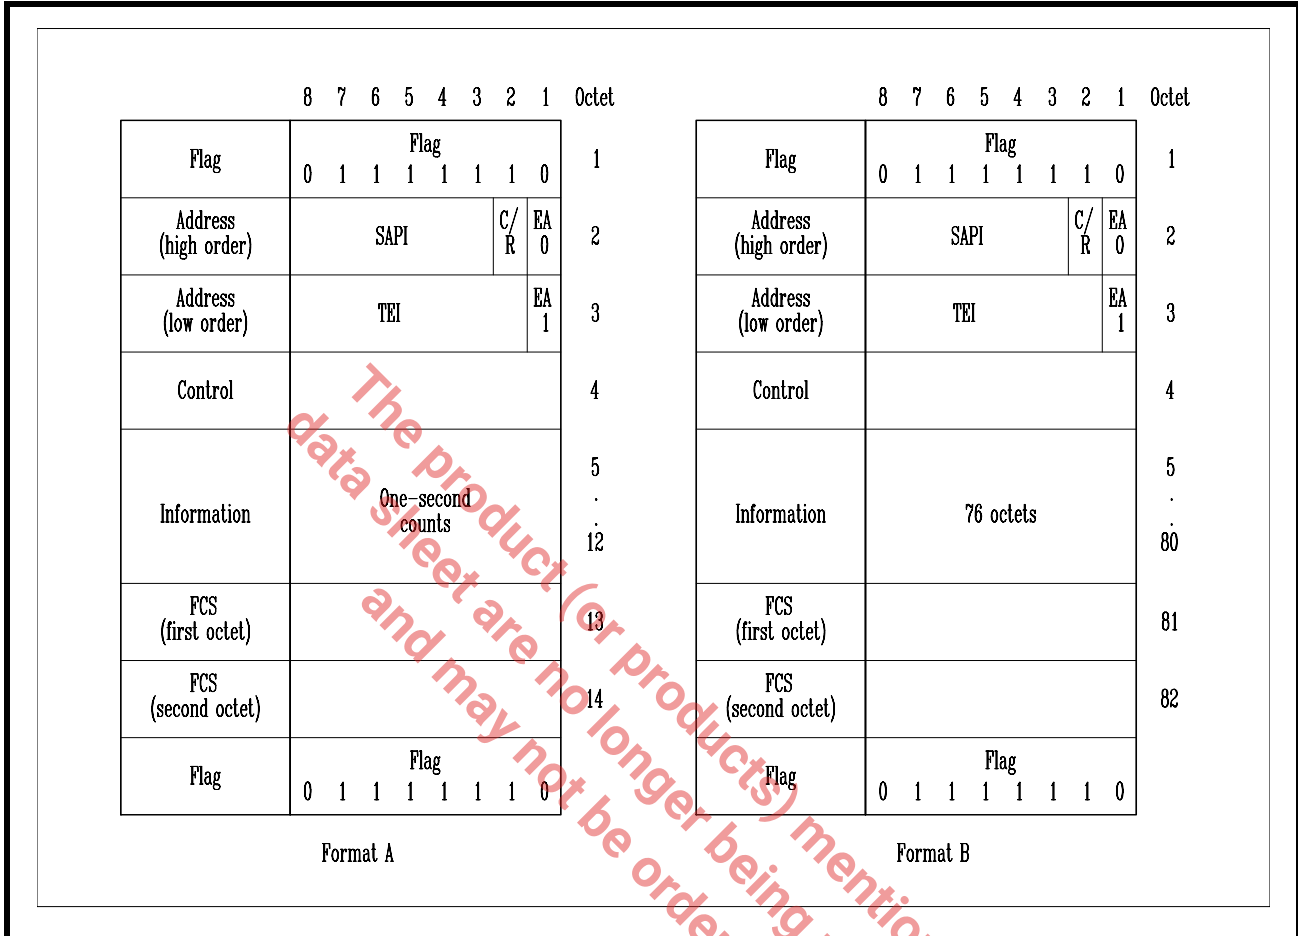 8 7 6 5 4 3 2 1 Octet
Flag
Flag
0 1 1 1 1 1 1 0
1
Address
(high order)
SAPI
C/
R
EA
0
2
Address
(low order)
TEI
EA
1
3
Control
4
Information
One-second
counts
5
.
.
12
FCS
(first octet)
13
FCS
(second octet)
14
Flag
Flag
0 1 1 1 1 1 1 0
Format A
8 7 6 5 4 3 2 1 Octet
Flag
Flag
0 1 1 1 1 1 1 0
1
Address
(high order)
SAPI
C/
R
EA
0
2
Address
(low order)
TEI
EA
1
3
Control
4
Information
76 octets
5
.
.
80
FCS
(first octet)
81
FCS
(second octet)
82
Flag
Flag
0 1 1 1 1 1 1 0
Format B
The product (or products) mention
data sheet are no longer being
and may not be order